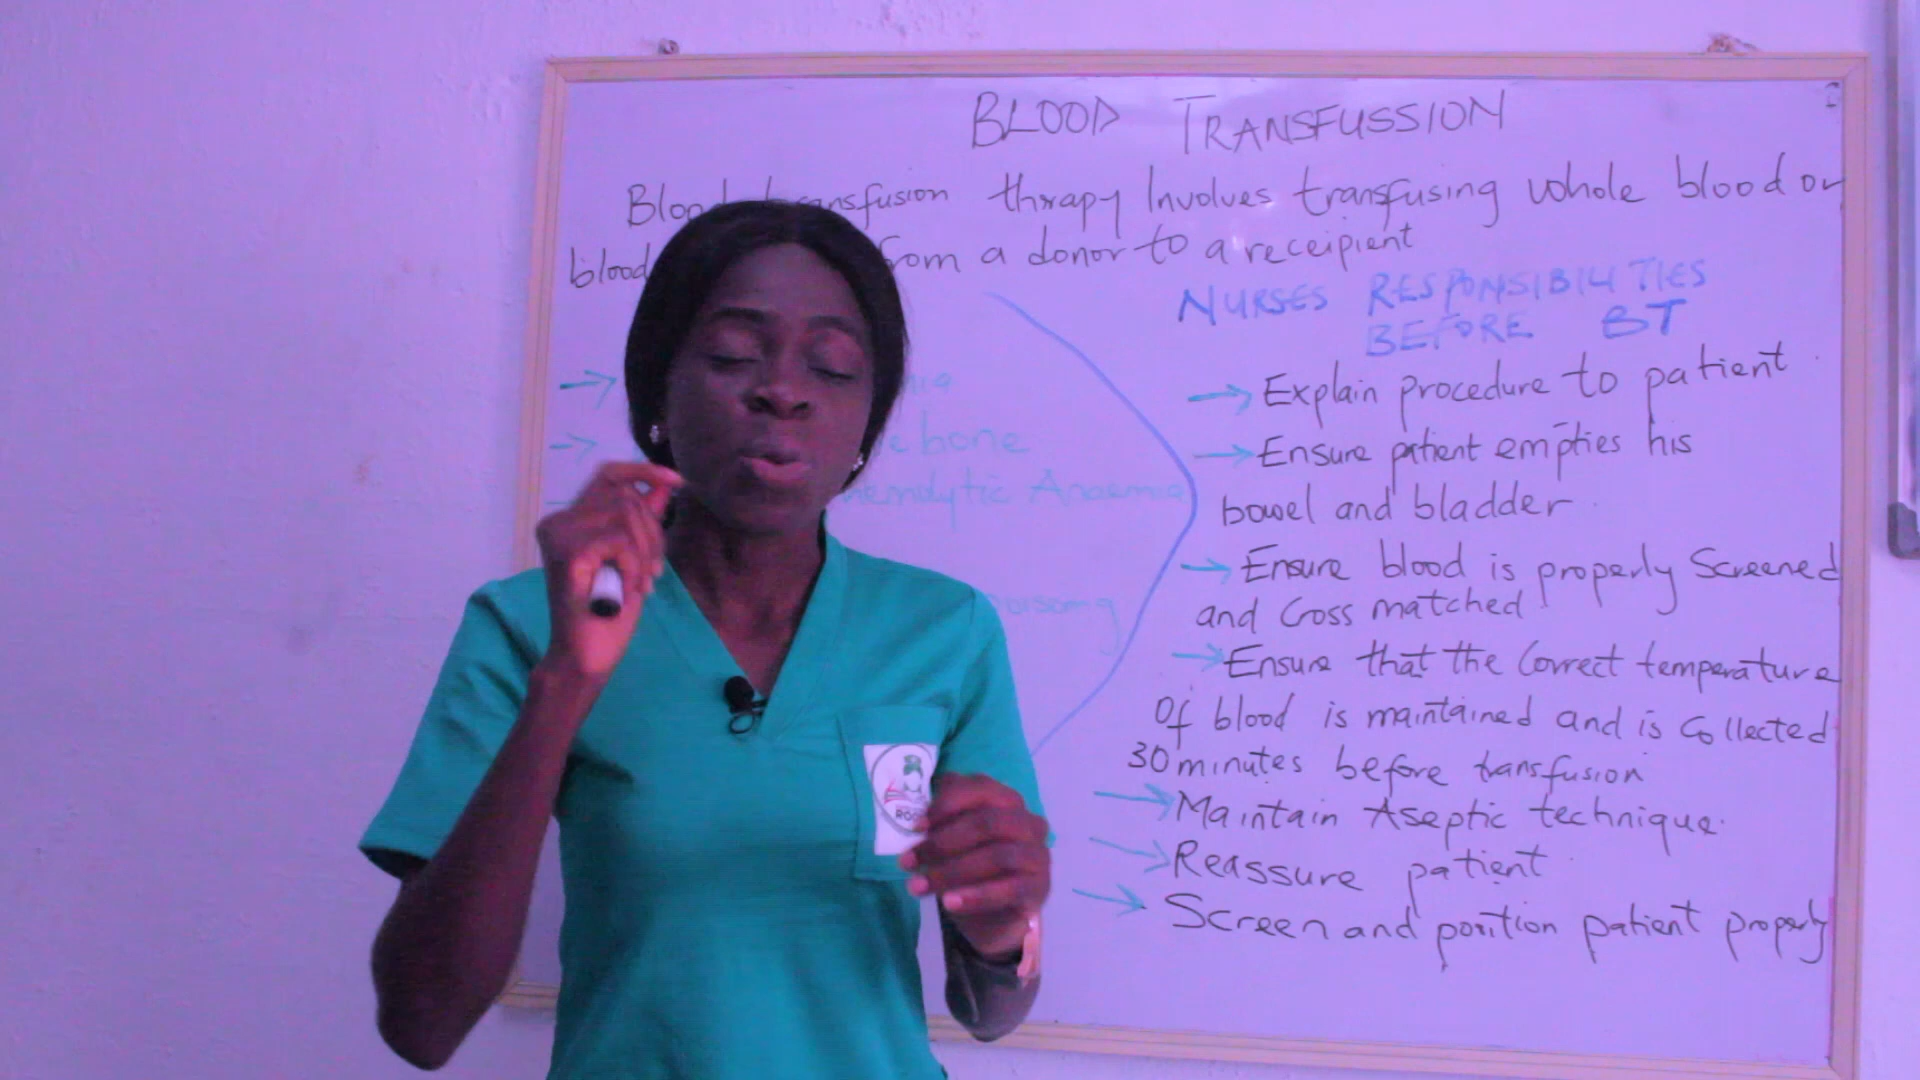 BLOOD TRANSFUSSION
transfusion thrapy Involves transfusing whole blood or
blood from a donor to a receipient
NURSES RESPONSIBILITIES
BEFORE BT
→ Explain procedure to patient
→ Ensure patient empties his
bowel and bladder
→ Ensure blood is properly Screened
and Cross matched
→ Ensure that the Correct temperature
Of blood is maintained and is Collected
30 minutes before transfusion
→ Maintain Aseptic technique.
→ Reassure patient
→ Screen and position patient properly
bone
hemolytic Anaemia